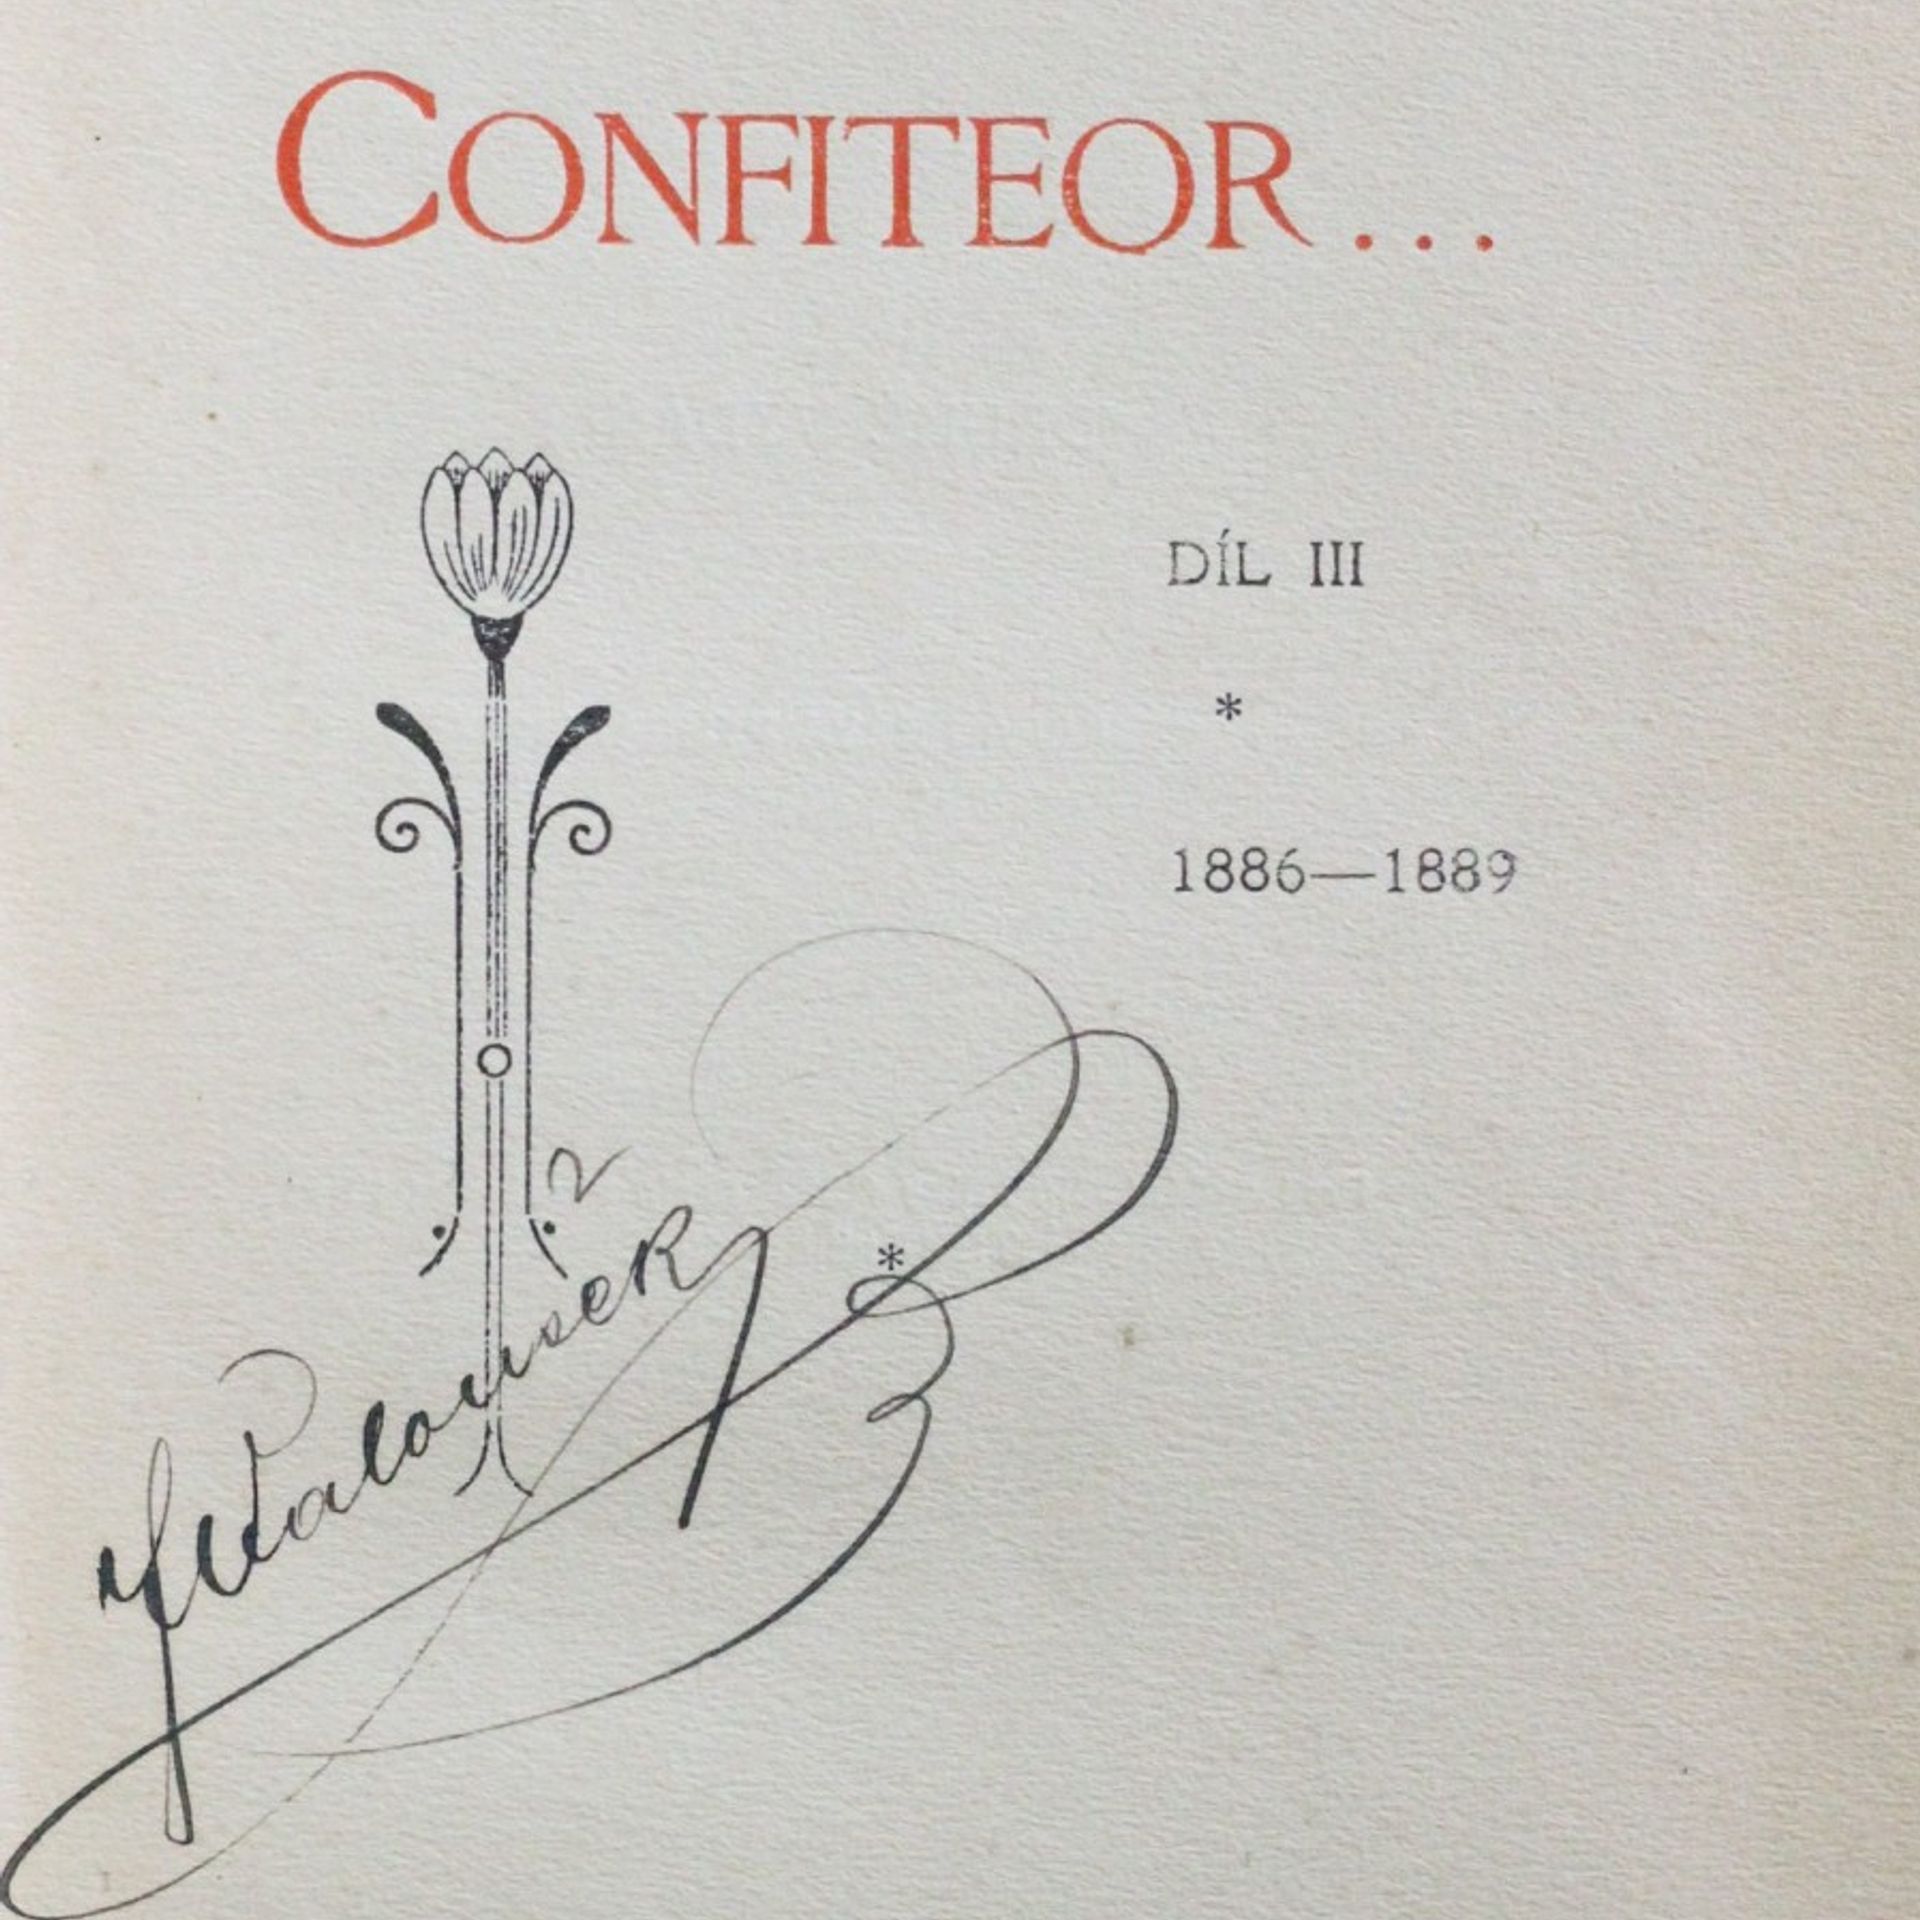 CONFITEOR...
DÍL III
*
1886—1889
*